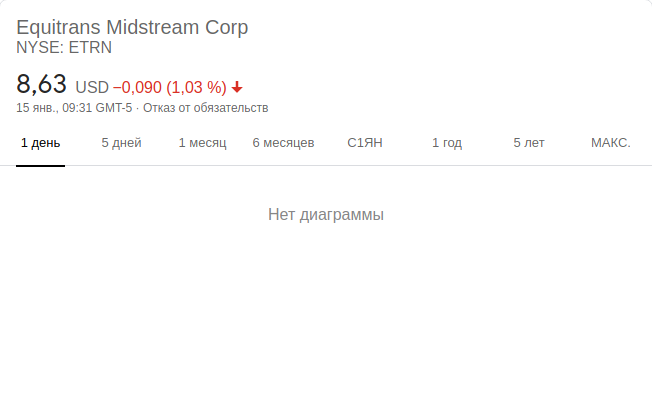 Equitrans Midstream Corp
NYSE: ETRN
8,63 USD −0,090 (1,03 %)
15 янв., 09:31 GMT-5 · Отказ от обязательств
1 день 5 дней 1 месяц 6 месяцев С1ЯН 1 год 5 лет МАКС.
Нет диаграммы